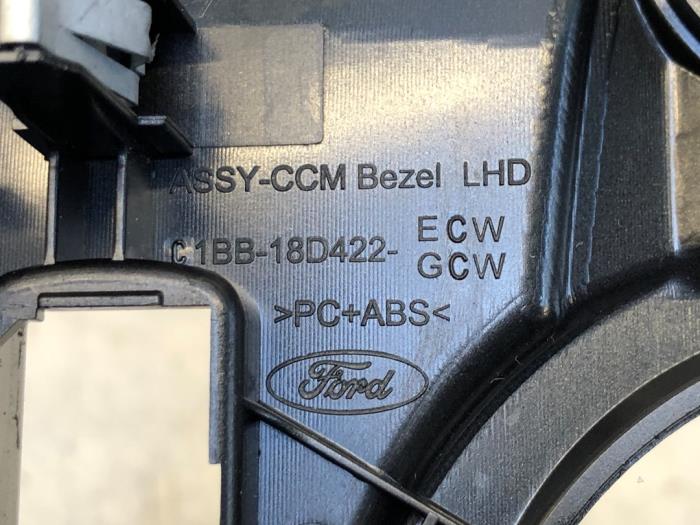 ASSY-CCM Bezel LHD
C1BB-18D422- ECW
GCW
>PC+ABS<
Ford